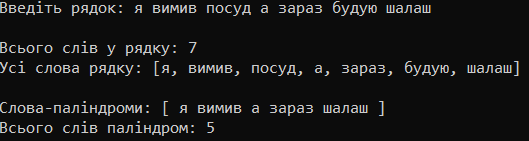 Введіть рядок: я вимив посуд а зараз будую шалаш
Всього слів у рядку: 7
Усі слова рядку: [я, вимив, посуд, а, зараз, будую, шалаш]
Слова-паліндроми: [ я вимив а зараз шалаш ]
Всього слів паліндром: 5